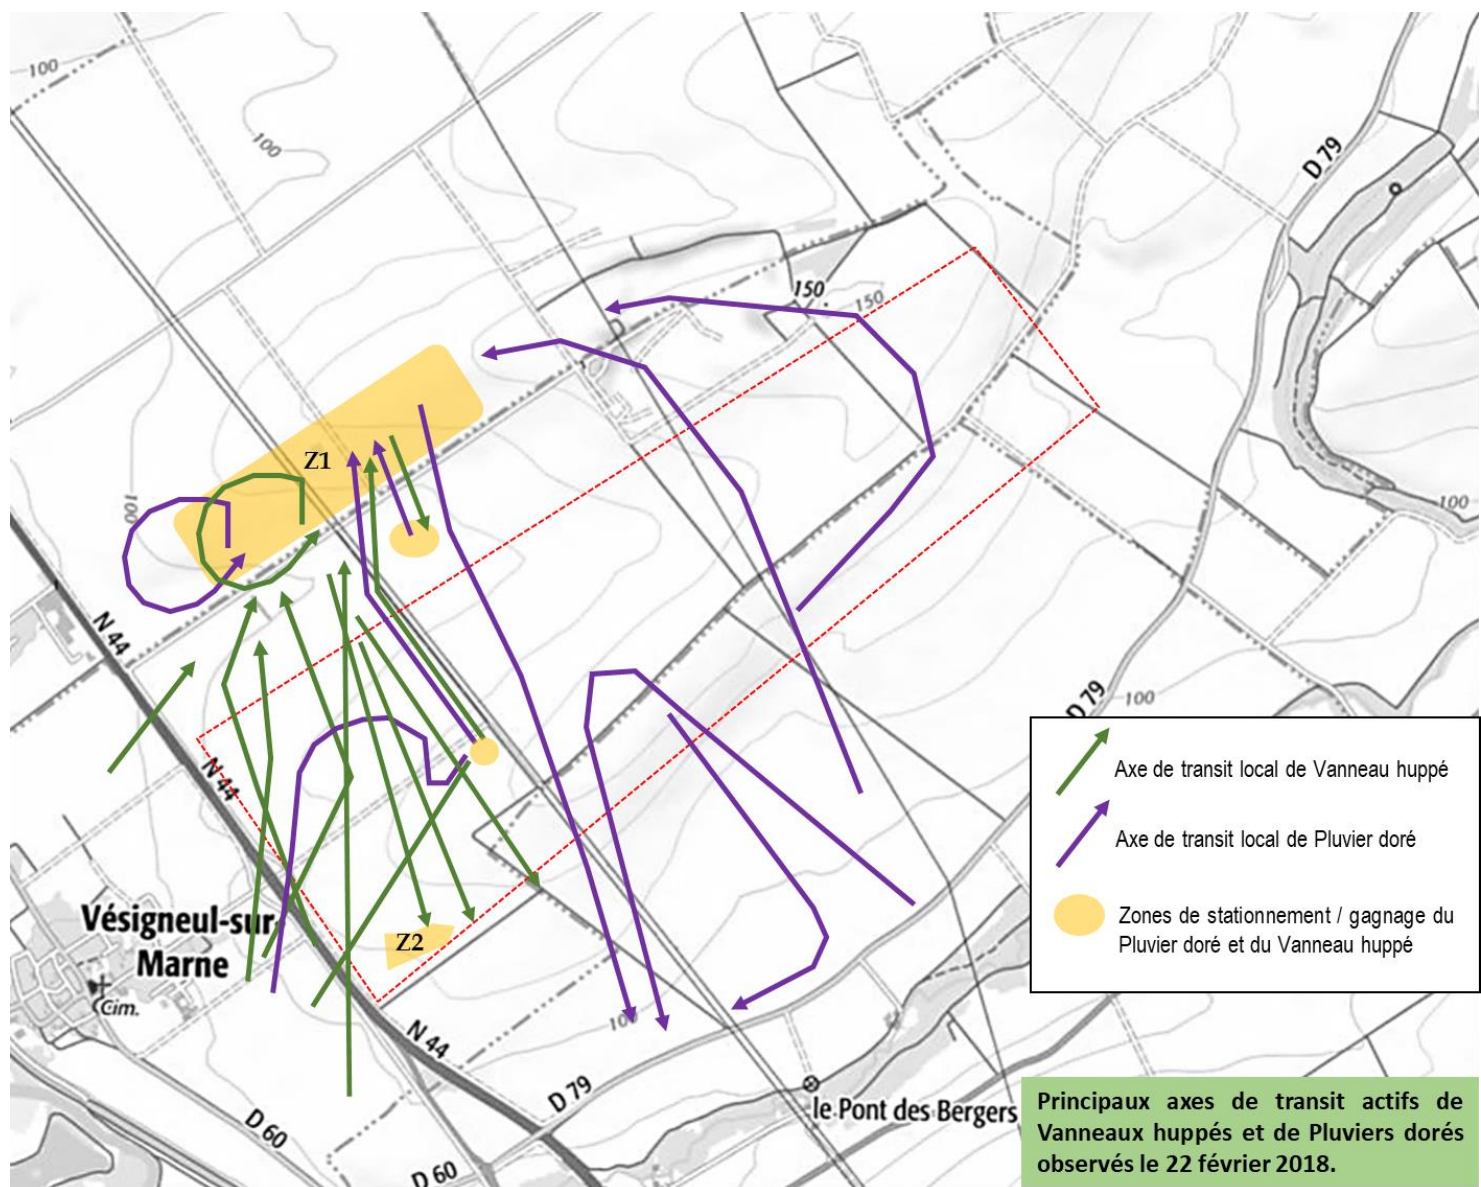 100
100
D 79
150
150
Z1
100
100
N 44
D 79
100
N 44
Axe de transit local de Vanneau huppé
Axe de transit local de Pluvier doré
Zones de stationnement / gagnage du
Pluvier doré et du Vanneau huppé
Vésigneul-sur-
Marne
Z2
Cim.
100
N 44
D 79
le Pont des Bergers
D 60
D 60
Principaux axes de transit actifs de
Vanneaux huppés et de Pluviers dorés
observés le 22 février 2018.